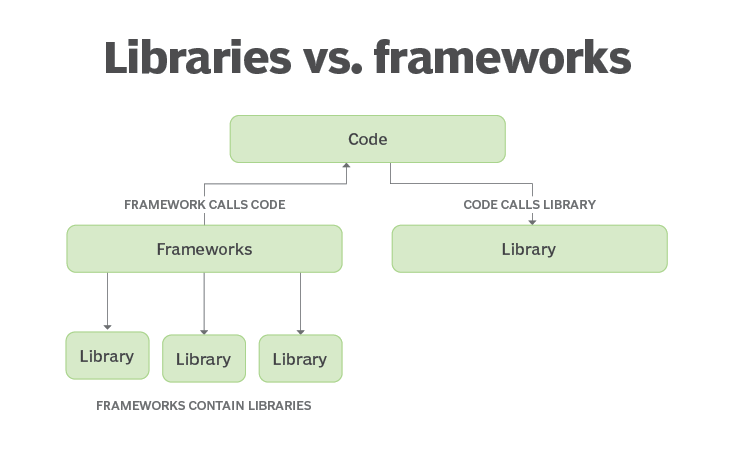 Libraries vs. frameworks
Code
FRAMEWORK CALLS CODE
CODE CALLS LIBRARY
Frameworks
Library
Library
Library
Library
FRAMEWORKS CONTAIN LIBRARIES